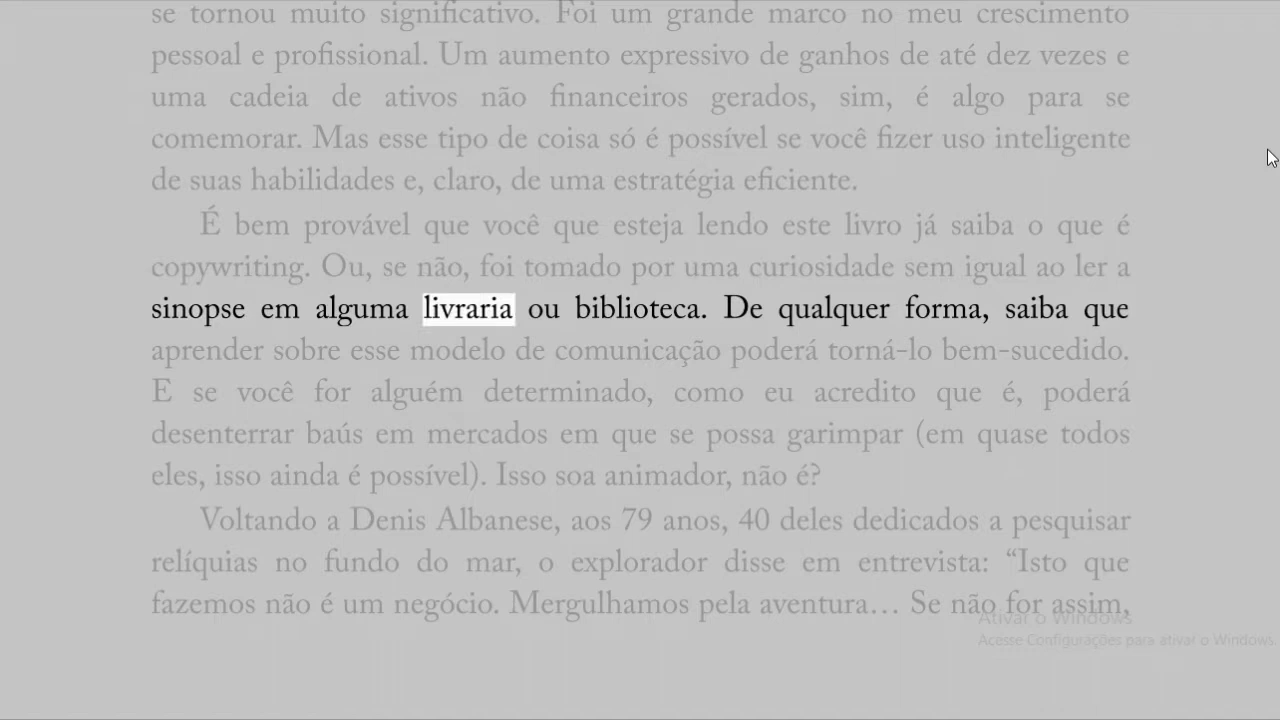 se tornou muito significativo. Foi um grande marco no meu crescimento
pessoal e profissional. Um aumento expressivo de ganhos de até dez vezes e
uma cadeia de ativos não financeiros gerados, sim, é algo para se
comemorar. Mas esse tipo de coisa só é possível se você fizer uso inteligente
de suas habilidades e, claro, de uma estratégia eficiente.
É bem provável que você que esteja lendo este livro já saiba o que é
copywriting. Ou, se não, foi tomado por uma curiosidade sem igual ao ler a
sinopse em alguma livraria ou biblioteca. De qualquer forma, saiba que
aprender sobre esse modelo de comunicação poderá torná-lo bem-sucedido.
E se você for alguém determinado, como eu acredito que é, poderá
desenterrar baús em mercados em que se possa garimpar (em quase todos
eles, isso ainda é possível). Isso soa animador, não é?
Voltando a Denis Albanese, aos 79 anos, 40 deles dedicados a pesquisar
relíquias no fundo do mar, o explorador disse em entrevista: “Isto que
fazemos não é um negócio. Mergulhamos pela aventura… Se não for assim,
Ativar o Windows
Acesse Configurações para ativar o Windows.